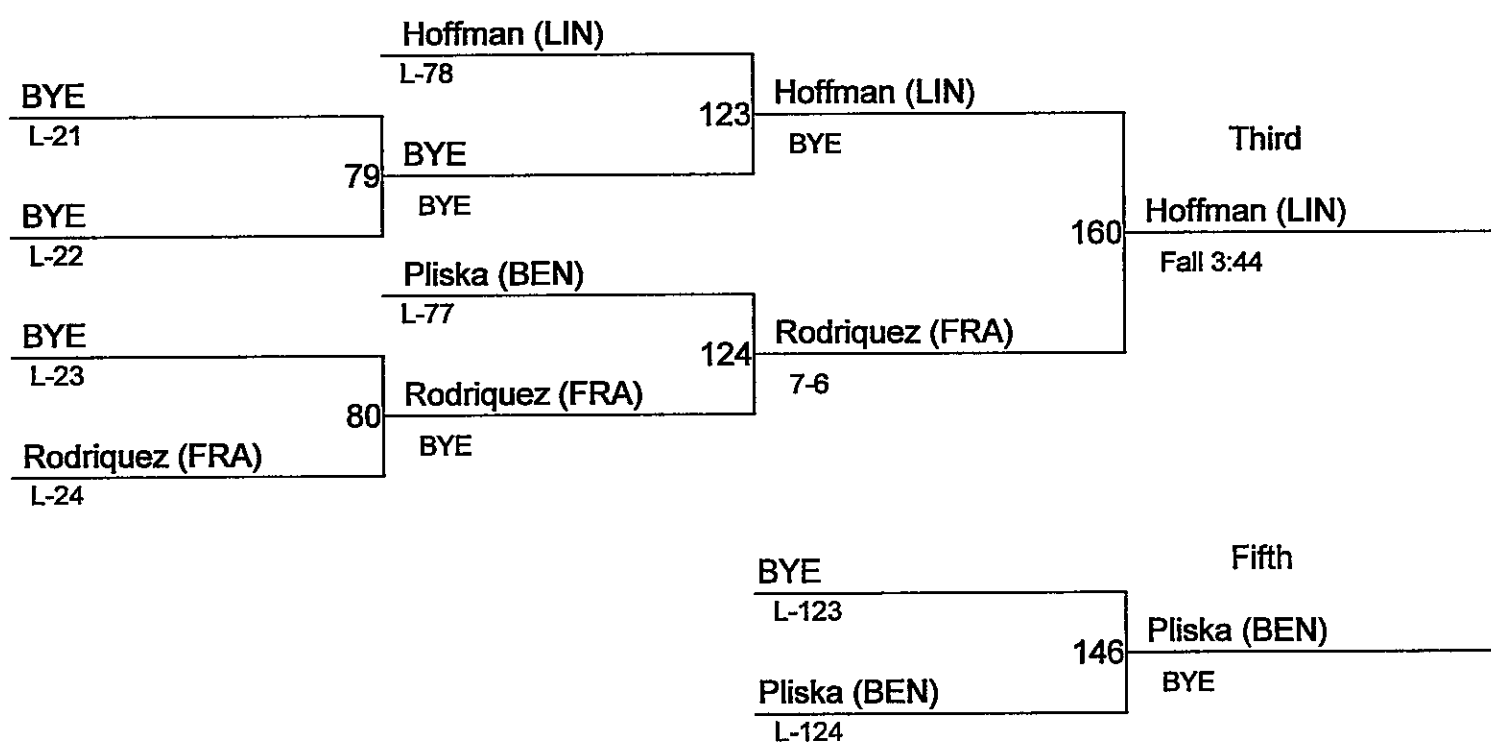 Hoffman (LIN)
L-78
BYE
L-21
123
Hoffman (LIN)
BYE
Third
79
BYE
BYE
BYE
L-22
160
Hoffman (LIN)
Fall 3:44
Pliska (BEN)
L-77
BYE
L-23
124
Rodriquez (FRA)
7-6
80
Rodriquez (FRA)
BYE
Rodriquez (FRA)
L-24
Fifth
BYE
L-123
146
Pliska (BEN)
BYE
Pliska (BEN)
L-124